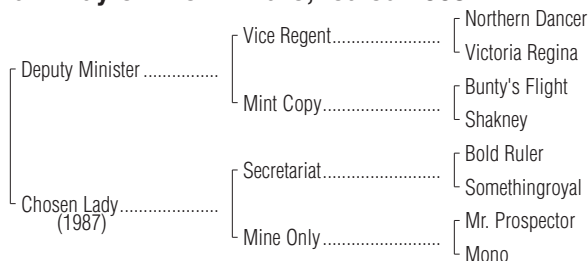 Northern Dancer
Vice Regent........................
Victoria Regina
Deputy Minister ................
Bunty's Flight
Mint Copy..........................
Shakney
Bold Ruler
Secretariat..........................
Somethingroyal
Chosen Lady.....................
(1987)
Mr. Prospector
Mine Only..........................
Mono